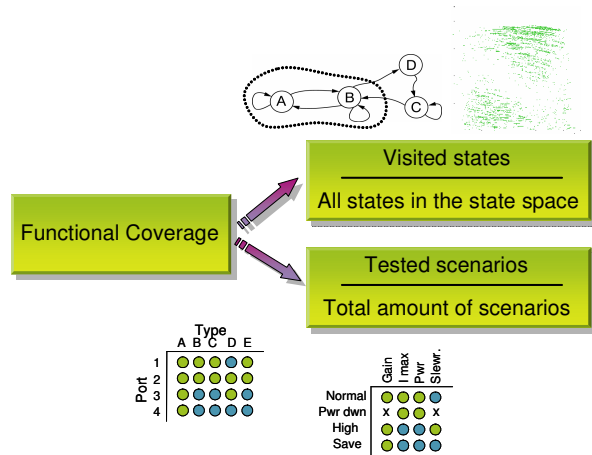 D
A
B
C
Visited states
All states in the state space
Functional Coverage
Tested scenarios
Total amount of scenarios
Type
A B C D E
Port
1
2
3
4
Gain
I max
Pwr
Slewr.
Normal
Pwr dwn x x
High
Save